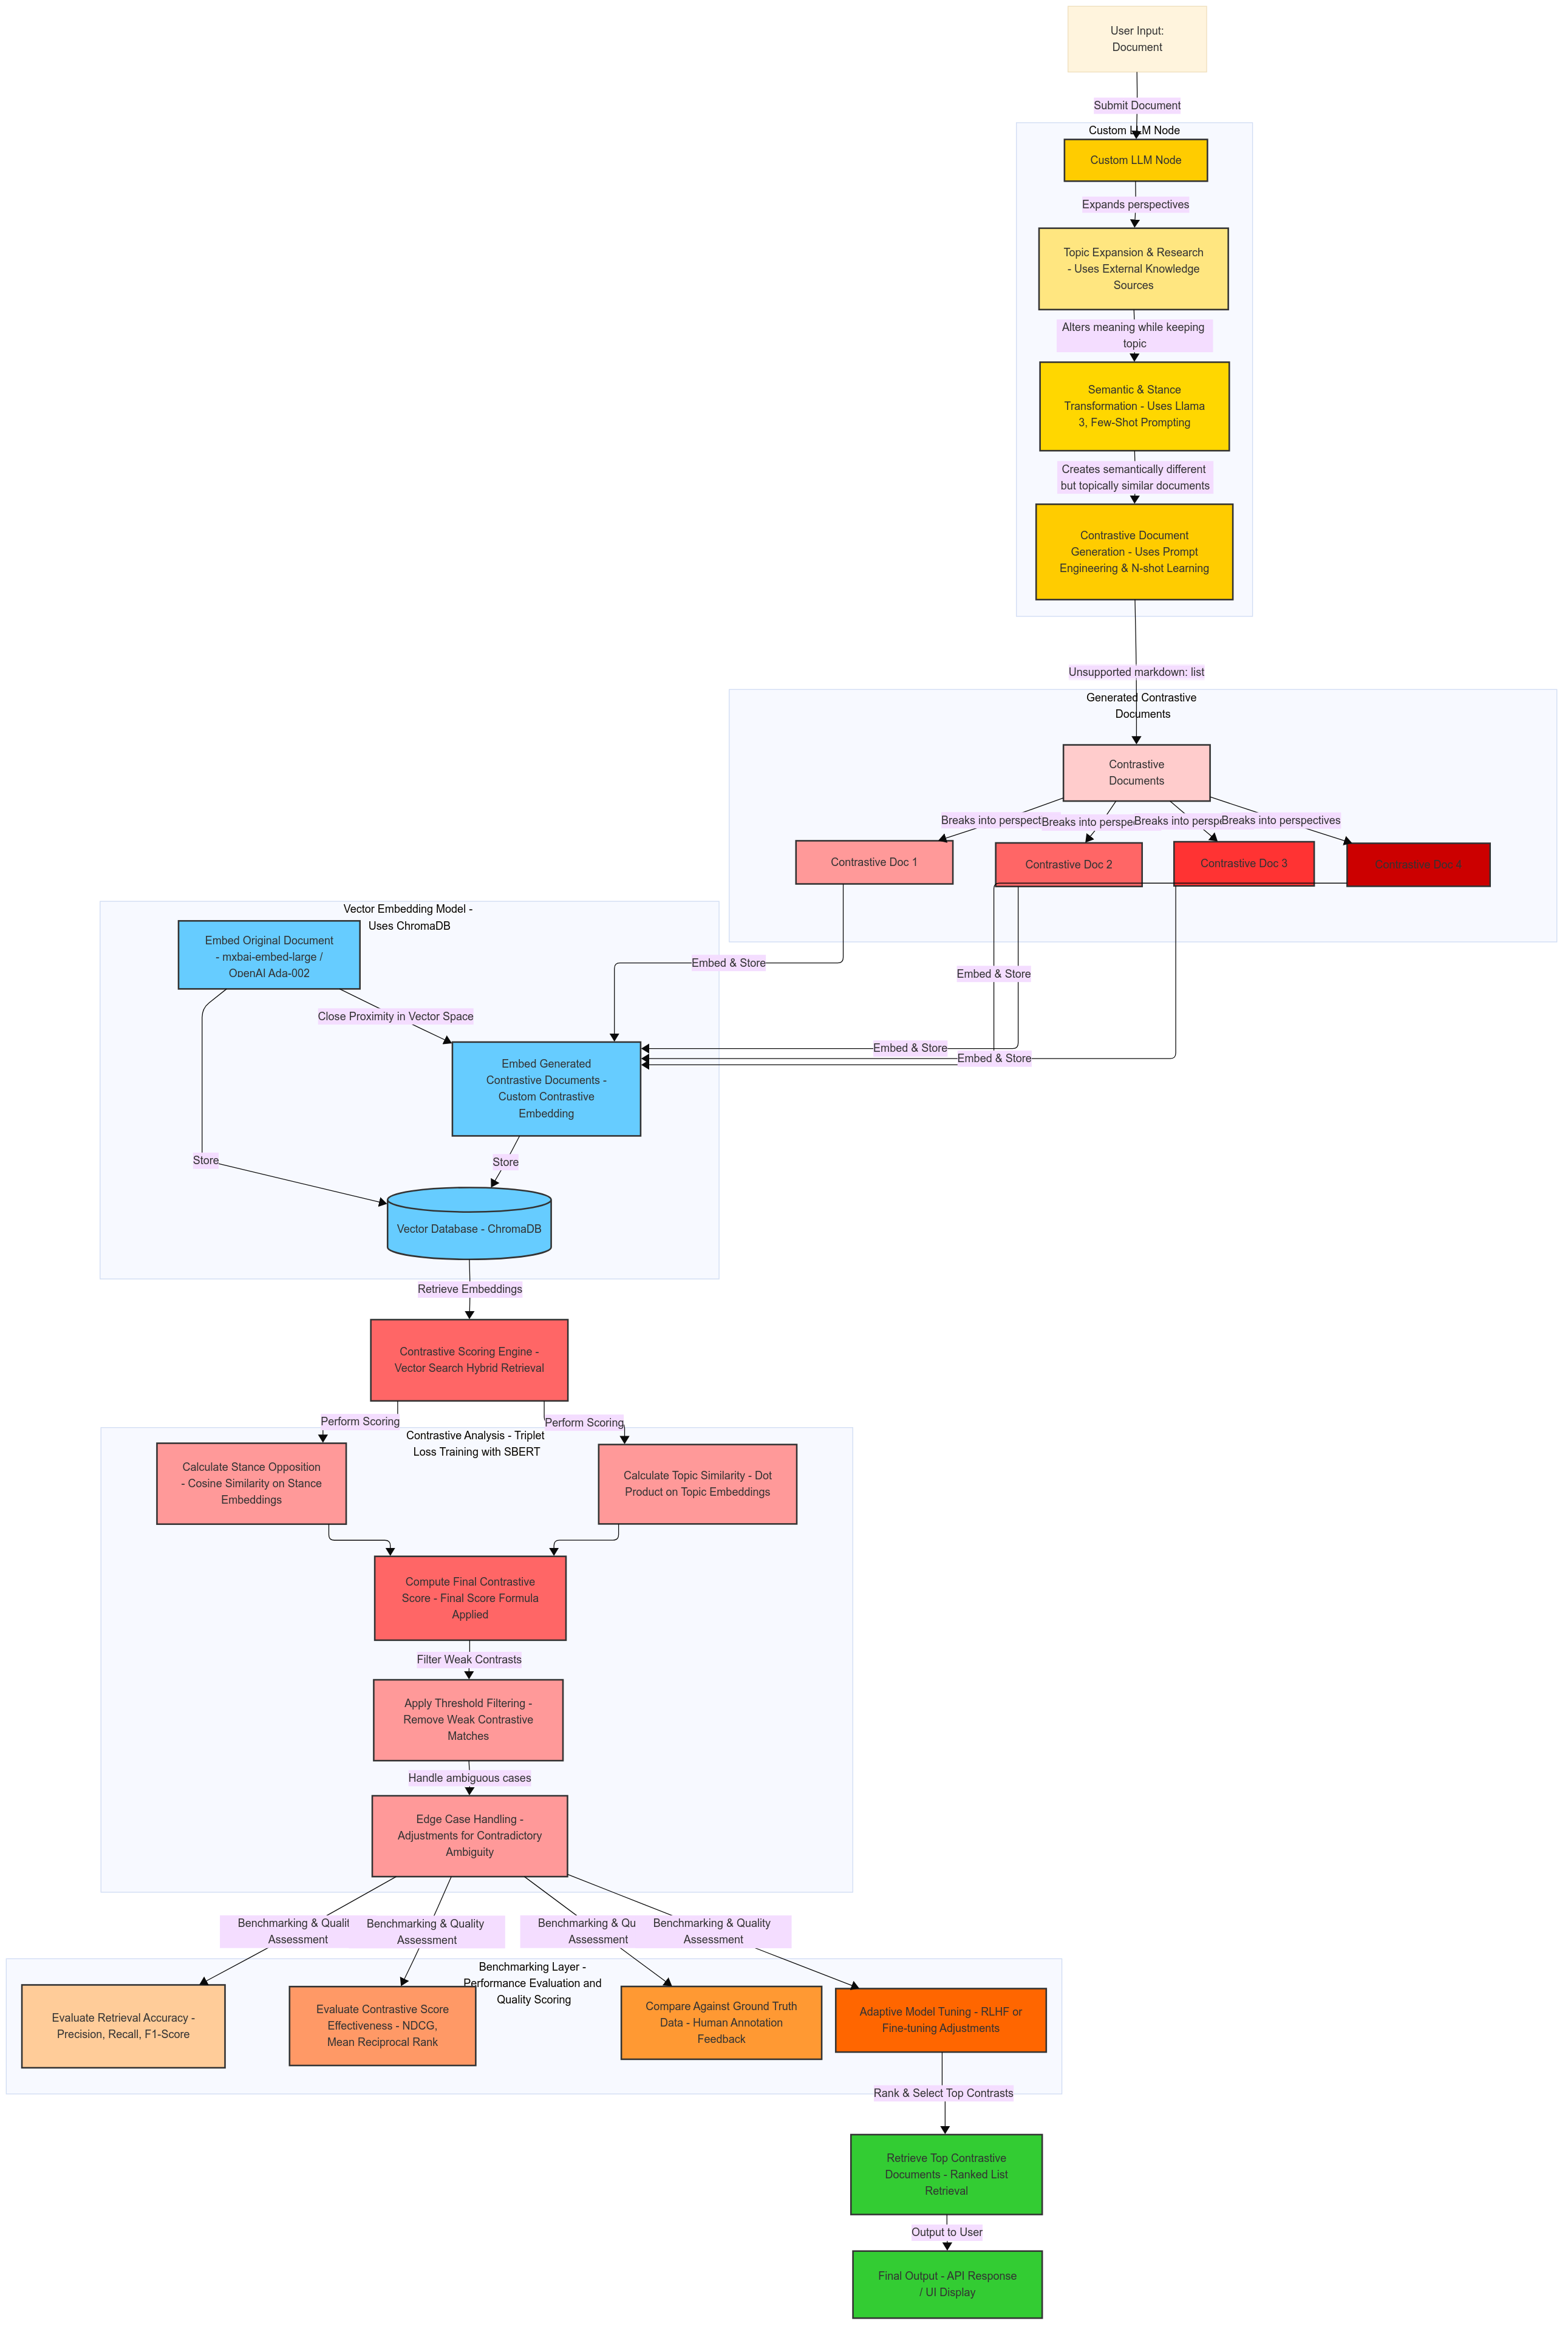 User Input:
Document
Submit Document
Custom LLM Node
Custom LLM Node
Expands perspectives
Topic Expansion & Research
- Uses External Knowledge
Sources
Alters meaning while keeping
topic
Semantic & Stance
Transformation - Uses Llama
3, Few-Shot Prompting
Creates semantically different
but topically similar documents
Contrastive Document
Generation - Uses Prompt
Engineering & N-shot Learning
Unsupported markdown: list
Generated Contrastive
Documents
Contrastive
Documents
Breaks into perspect
Breaks into perspec
Breaks into perspe
Breaks into perspectives
Contrastive Doc 1
Contrastive Doc 2
Contrastive Doc 3
Contrastive Doc 4
Vector Embedding Model -
Uses ChromaDB
Embed Original Document
- mxbai-embed-large /
OpenAI Ada-002
Embed & Store
Embed & Store
Close Proximity in Vector Space
Embed & Store
Embed & Store
Embed Generated
Contrastive Documents -
Custom Contrastive
Embedding
Store
Store
Vector Database - ChromaDB
Retrieve Embeddings
Contrastive Scoring Engine -
Vector Search Hybrid Retrieval
Perform Scoring
Perform Scoring
Contrastive Analysis - Triplet
Loss Training with SBERT
Calculate Stance Opposition
- Cosine Similarity on Stance
Embeddings
Calculate Topic Similarity - Dot
Product on Topic Embeddings
Compute Final Contrastive
Score - Final Score Formula
Applied
Filter Weak Contrasts
Apply Threshold Filtering -
Remove Weak Contrastive
Matches
Handle ambiguous cases
Edge Case Handling -
Adjustments for Contradictory
Ambiguity
Benchmarking & Qualit
Assessment
Benchmarking & Quality
Assessment
Benchmarking & Qu
Assessment
Benchmarking & Quality
Assessment
Benchmarking Layer -
Performance Evaluation and
Quality Scoring
Evaluate Retrieval Accuracy -
Precision, Recall, F1-Score
Evaluate Contrastive Score
Effectiveness - NDCG,
Mean Reciprocal Rank
Compare Against Ground Truth
Data - Human Annotation
Feedback
Adaptive Model Tuning - RLHF or
Fine-tuning Adjustments
Rank & Select Top Contrasts
Retrieve Top Contrastive
Documents - Ranked List
Retrieval
Output to User
Final Output - API Response
/ UI Display